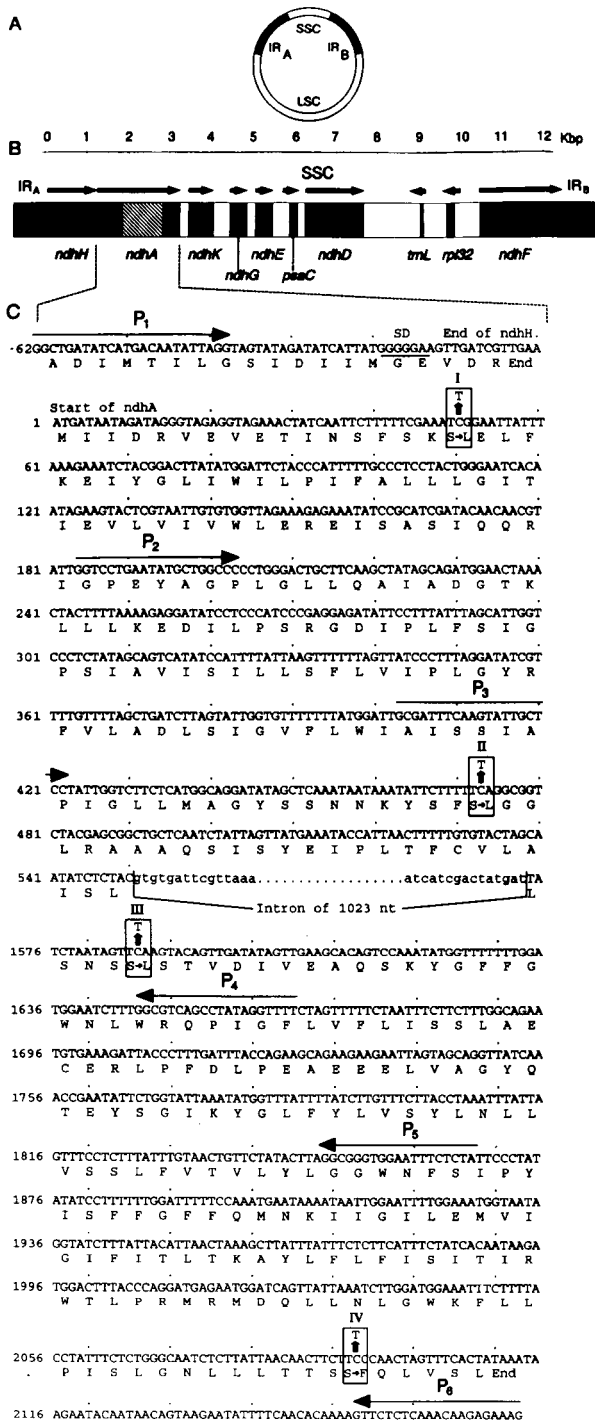 A
SSC
IR A IR B
LSC
0 1 2 3 4 5 6 7 8 9 10 11 12 Kbp
B
SSC
IRA IRB
ndhH ndhA ndhK ndhE ndhD trnL rpl32 ndhF
ndhG psaC
C
P1
SD End of ndhH.
-62GGCTGATATCATGACAATATTAGGTAGTATAGATATCATTATGGGGGAAGTTGATCGTTGAA
A D I M T I L G S I D I I M G E V D R End
I
T
Start of ndhA
1 ATGATAATAGATAGGGTAGAGGTAGAAACTATCAATTCTTTTTCGAAATCGGAATTATTT
M I I D R V E V E T I N S F S K S→L E L F
61 AAAGAAATCTACGGACTTATATGGATTCTACCCATTTTTGCCCTCCTACTGGGAATCACA
K E I Y G L I W I L P I F A L L L G I T
121 ATAGAAGTACTCGTAATTGTGTGGTTAGAAAGAGAAATATCCGCATCGATACAACAACGT
I E V L V I V W L E R E I S A S I Q Q R
P2
181 ATTGGTCCTGAATATGCTGGCCCCCTGGGACTGCTTCAAGCTATAGCAGATGGAACTAAA
I G P E Y A G P L G L L Q A I A D G T K
241 CTACTTTTAAAAGAGGATATCCTCCCATCCCGAGGAGATATTCCTTTATTTAGCATTGGT
L L L K E D I L P S R G D I P L F S I G
301 CCCTCTATAGCAGTCATATCCATTTTATTAAGTTTTTTAGTTATCCCTTTAGGATATCGT
P S I A V I S I L L S F L V I P L G Y R
P3
361 TTTGTTTTAGCTGATCTTAGTATTGGTGTTTTTTTATGGATTGCGATTTCAAGTATTGCT
F V L A D L S I G V F L W I A I S S I A
II
T
421 CCTATTGGTCTTCTCATGGCAGGATATAGCTCAAATAATAAATATTCTTTTTCAGGCGGT
P I G L L M A G Y S S N N K Y S F S→L G G
481 CTACGAGCGGCTGCTCAATCTATTAGTTATGAAATACCATTAACTTTTTGTGTACTAGCA
L R A A A Q S I S Y E I P L T F C V L A
541 ATATCTCTACgtgtgattcgttaaa...............atcatcgactatgatTA
I S L L
Intron of 1023 nt
III
T
1576 TCTAATAGTTCAAGTACAGTTGATATAGTTGAAGCACAGTCCAAATATGGTTTTTTTGGA
S N S S→L S T V D I V E A Q S K Y G F F G
P4
1636 TGGAATCTTTGGCGTCAGCCTATAGGTTTTCTAGTTTTTCTAATTTCTTCTTTGGCAGAA
W N L W R Q P I G F L V F L I S S L A E
1696 TGTGAAAGATTACCCTTTGATTTACCAGAAGCAGAAGAAGAATTAGTAGCAGGTTATCAA
C E R L P F D L P E A E E E L V A G Y Q
1756 ACCGAATATTCTGGTATTAAATATGGTTTATTTTATCTTGTTTCTTACCTAAATTTATTA
T E Y S G I K Y G L F Y L V S Y L N L L
P5
1816 GTTTCCTCTTTATTTGTAACTGTTCTATACTTAGGCGGGTGGAATTTCTCTATTCCCTAT
V S S L F V T V L Y L G G W N F S I P Y
1876 ATATCCTTTTTTGGATTTTTCCAAATGAATAAAATAATTGGAATTTTGGAAATGGTAATA
I S F F G F F Q M N K I I G I L E M V I
1936 GGTATCTTTATTACATTAACTAAAGCTTATTTATTTCTCTTCATTTCTATCACAATAAGA
G I F I T L T K A Y L F L F I S I T I R
1996 TGGACTTTACCCAGGATGAGAATGGATCAGTTATTAAATCTTGGATGGAAATTTCTTTTA
W T L P R M R M D Q L L N L G W K F L L
IV
T
2056 CCTATTTCTCTGGGCAATCTCTTATTAACAACTTCTTCCCAACTAGTTTCACTATAAATA
P I S L G N L L L T T S S→F Q L V S L End
P6
2116 AGAATACAATAACAGTAAGAATATTTTCAACACAAAAGTTCTCTCAAACAAGAGAAAG